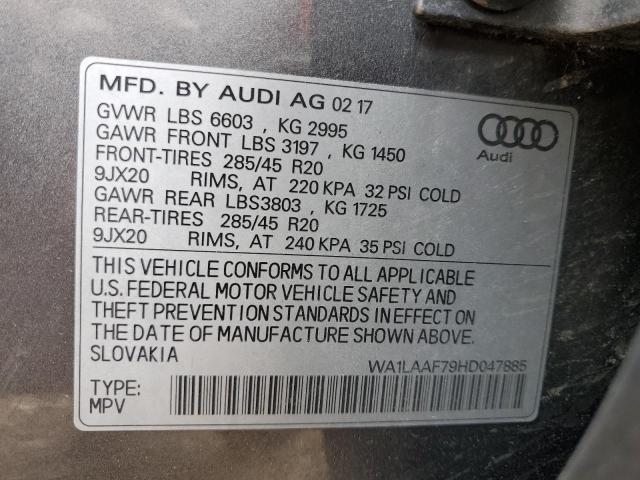 MFD. BY AUDI AG 02 17
GVWR LBS 6603 , KG 2995
GAWR FRONT LBS 3197 , KG 1450
FRONT-TIRES 285/45 R20
9JX20 RIMS, AT 220 KPA 32 PSI COLD
GAWR REAR LBS3803 , KG 1725
REAR-TIRES 285/45 R20
9JX20 RIMS, AT 240 KPA 35 PSI COLD
Audi
THIS VEHICLE CONFORMS TO ALL APPLICABLE
U.S. FEDERAL MOTOR VEHICLE SAFETY AND
THEFT PREVENTION STANDARDS IN EFFECT ON
THE DATE OF MANUFACTURE SHOWN ABOVE.
SLOVAKIA
WA1LAAF79HD047885
TYPE:
MPV